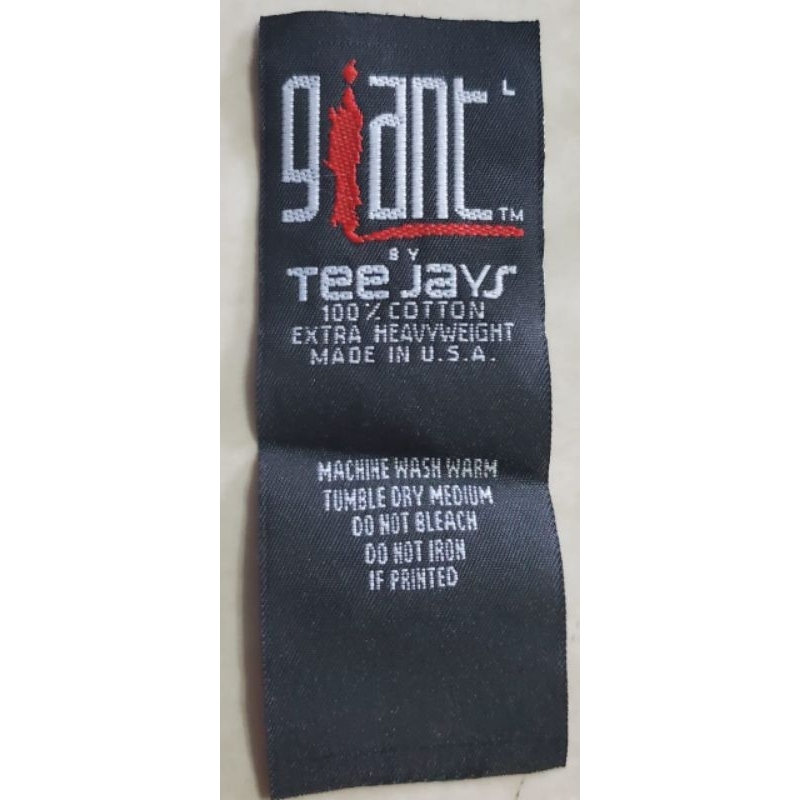 giant L
TM
BY
Tee Jays
100% COTTON
EXTRA HEAVYWEIGHT
MADE IN U.S.A.
MACHINE WASH WARM
TUMBLE DRY MEDIUM
DO NOT BLEACH
DO NOT IRON
IF PRINTED